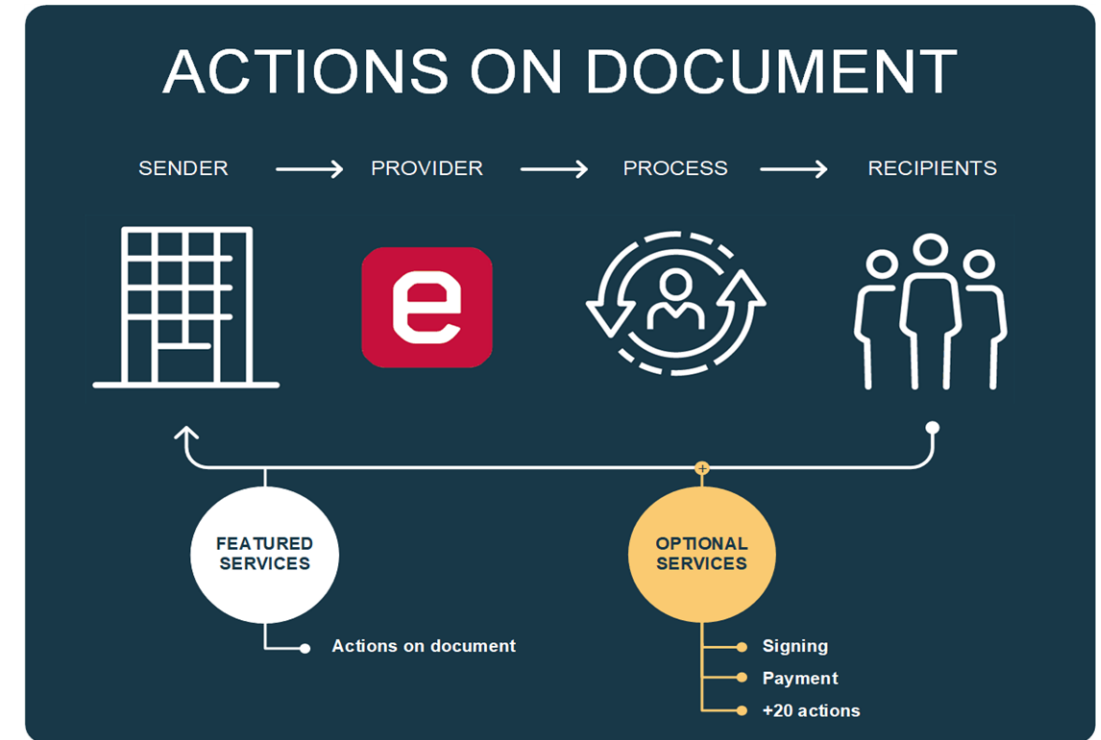 ACTIONS ON DOCUMENT
SENDER PROVIDER PROCESS RECIPIENTS
e
FEATURED
SERVICES
OPTIONAL
SERVICES
Actions on document
Signing
Payment
+20 actions